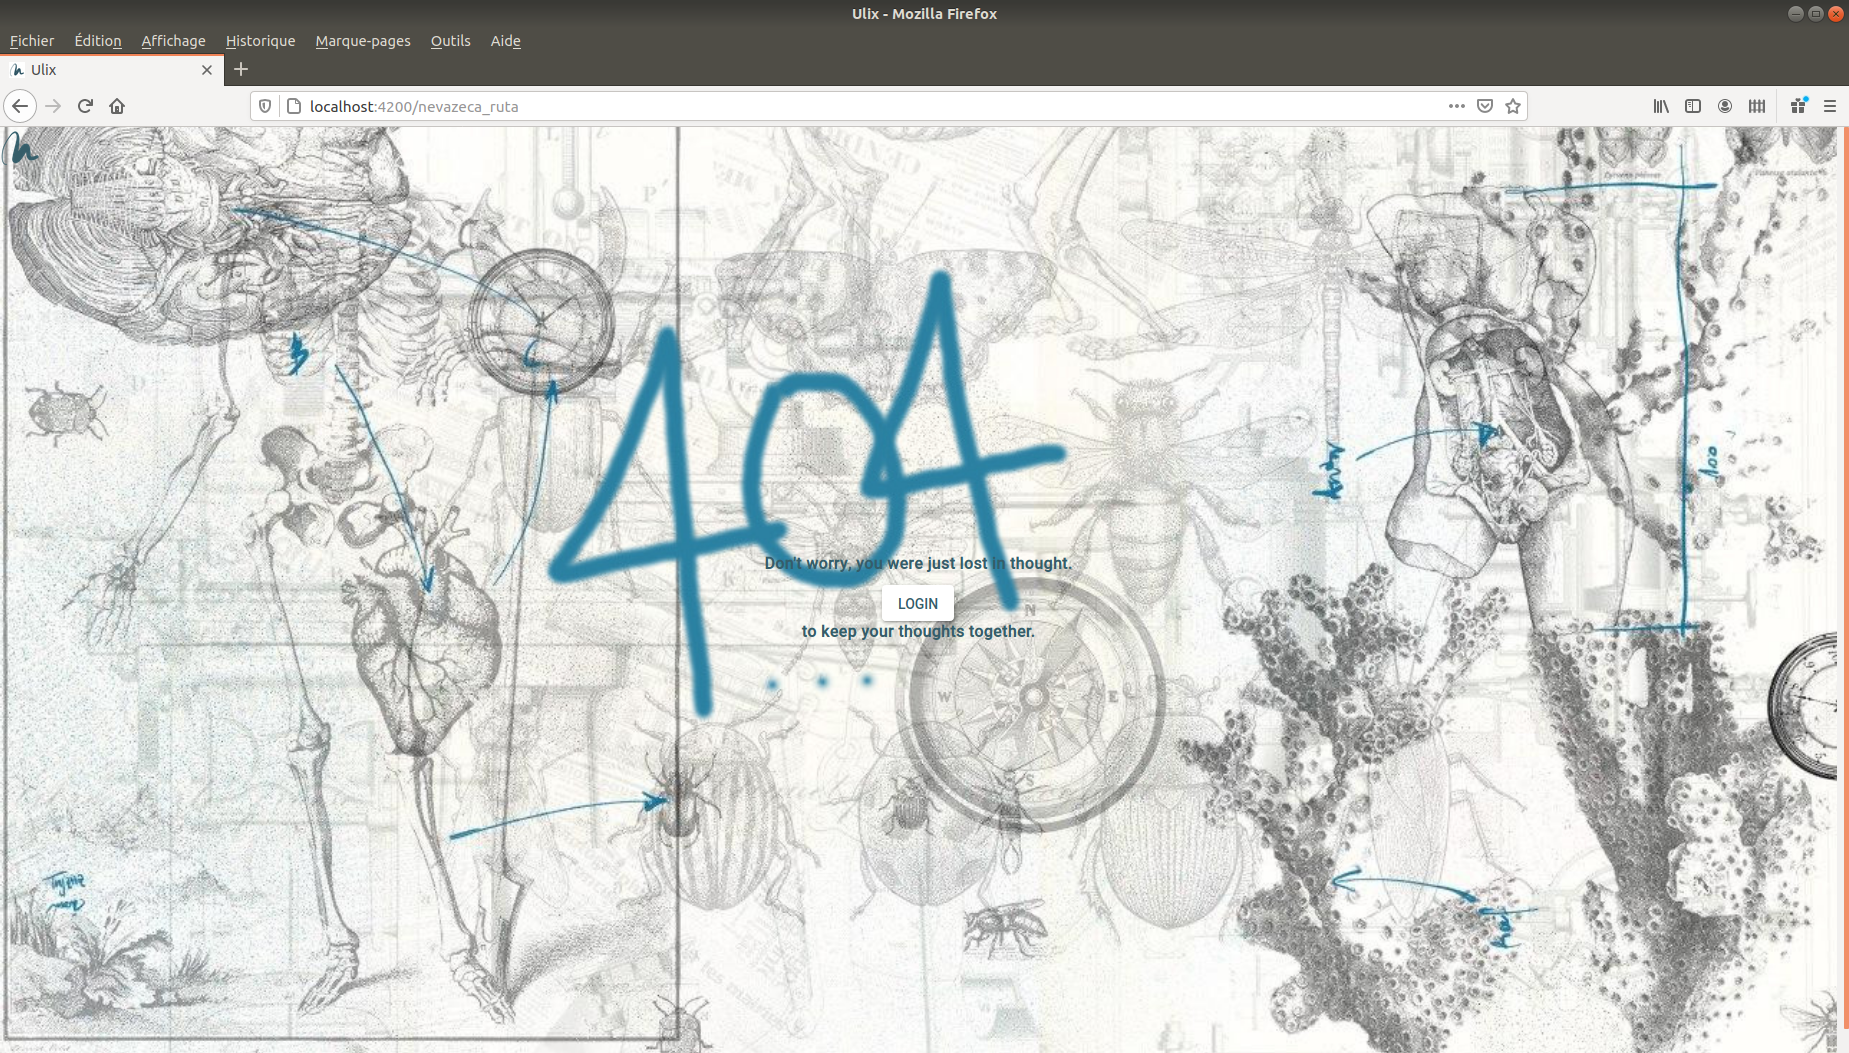 Ulix - Mozilla Firefox
Fichier Édition Affichage Historique Marque-pages Outils Aide
Ulix
localhost:4200/nevazeca_ruta
404
Don't worry, you were just lost in thought.
LOGIN
to keep your thoughts together.
B
C
100
N
W
E
S
P'